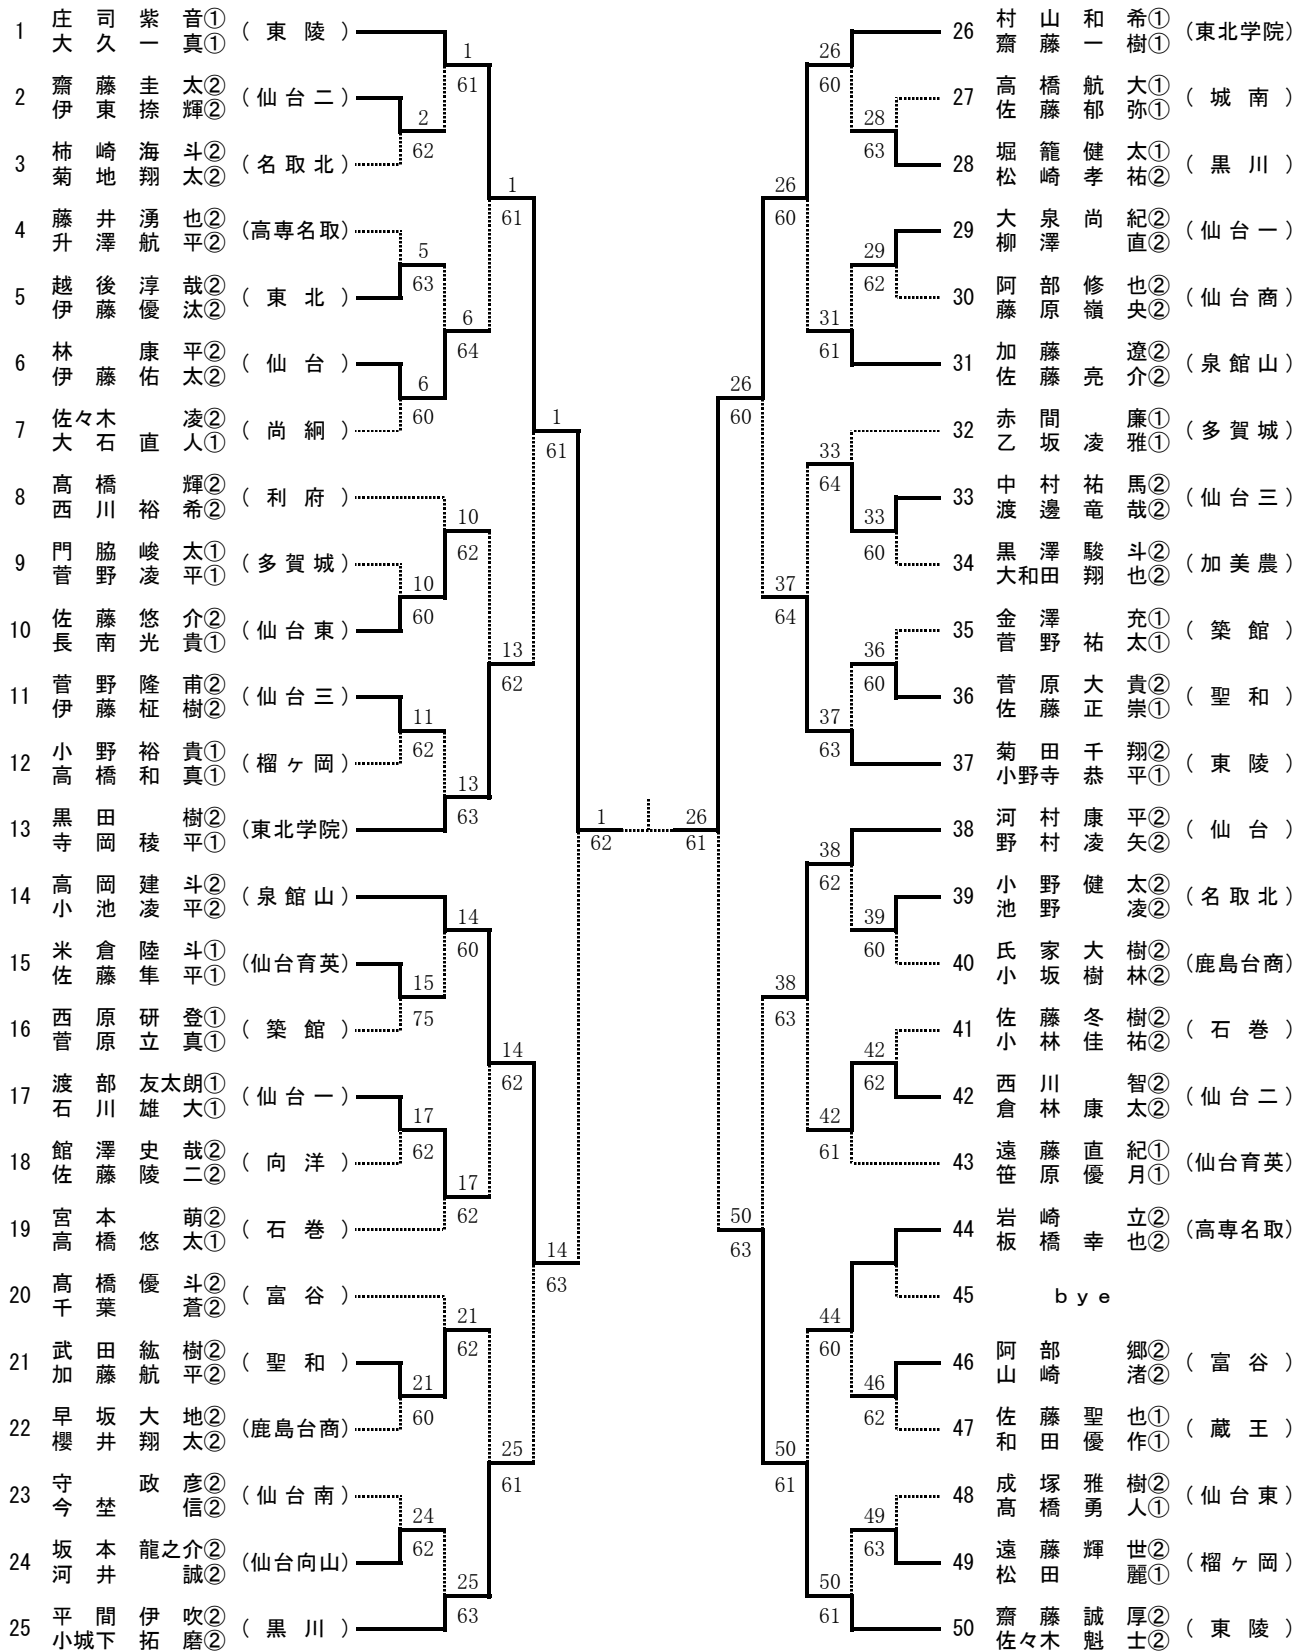 1 庄司紫音① (東陵)
大久一真①
2 齋藤圭太② (仙台二)
伊東捺輝②
3 柿崎海斗② (名取北)
菊地翔太②
4 藤井湧也② (高専名取)
升澤航平②
5 越後淳哉② (東北)
伊藤優汰②
6 林康平② (仙台)
伊藤佑太②
7 佐々木凌② (尚絅)
大石直人①
8 髙橋輝② (利府)
西川裕希②
9 門脇峻太① (多賀城)
菅野凌平①
10 佐藤悠介② (仙台東)
長南光貴①
11 菅野隆甫② (仙台三)
伊藤柾樹②
12 小野裕貴① (榴ヶ岡)
高橋和真①
13 黒田樹② (東北学院)
寺岡稜平①
14 高岡建斗② (泉館山)
小池凌平②
15 米倉陸斗① (仙台育英)
佐藤隼平①
16 西原研登① (築館)
菅原立真①
17 渡部友太朗① (仙台一)
石川雄大①
18 館澤史哉② (向洋)
佐藤陵二②
19 宮本萌② (石巻)
高橋悠太①
20 髙橋優斗② (富谷)
千葉蒼②
21 武田紘樹② (聖和)
加藤航平②
22 早坂大地② (鹿島台商)
櫻井翔太②
23 守政彦② (仙台南)
今埜信②
24 坂本龍之介② (仙台向山)
河井誠②
25 平間伊吹② (黒川)
小城下拓磨②
2
62
5
63
6
60
10
60
11
62
15
75
17
62
21
60
24
62
1
61
6
64
10
62
13
63
14
60
17
62
21
62
25
63
1
61
13
62
14
62
25
61
1
61
14
63
1
62
26
61
26
60
50
63
26
60
37
64
38
63
50
61
26
60
31
61
33
64
37
63
38
62
42
61
44
60
50
61
28
63
29
62
33
60
36
60
39
60
42
62
46
62
49
63
26 村山和希① (東北学院)
齋藤一樹①
27 高橋航大① (城南)
佐藤郁弥①
28 堀籠健太① (黒川)
松崎孝祐②
29 大泉尚紀② (仙台一)
柳澤直②
30 阿部修也② (仙台商)
藤原嶺央②
31 加藤遼② (泉館山)
佐藤亮介②
32 赤間廉① (多賀城)
乙坂凌雅①
33 中村祐馬② (仙台三)
渡邊竜哉②
34 黒澤駿斗② (加美農)
大和田翔也②
35 金澤充① (築館)
菅野祐太①
36 菅原大貴② (聖和)
佐藤正崇①
37 菊田千翔② (東陵)
小野寺恭平①
38 河村康平② (仙台)
野村凌矢②
39 小野健太② (名取北)
池野凌②
40 氏家大樹② (鹿島台商)
小坂樹林②
41 佐藤冬樹② (石巻)
小林佳祐②
42 西川智② (仙台二)
倉林康太②
43 遠藤直紀① (仙台育英)
笹原優月①
44 岩崎立② (高専名取)
板橋幸也②
45 bye
46 阿部郷② (富谷)
山崎渚②
47 佐藤聖也① (蔵王)
和田優作①
48 成塚雅樹② (仙台東)
髙橋勇人①
49 遠藤輝世② (榴ヶ岡)
松田麗①
50 齋藤誠厚② (東陵)
佐々木魁士②